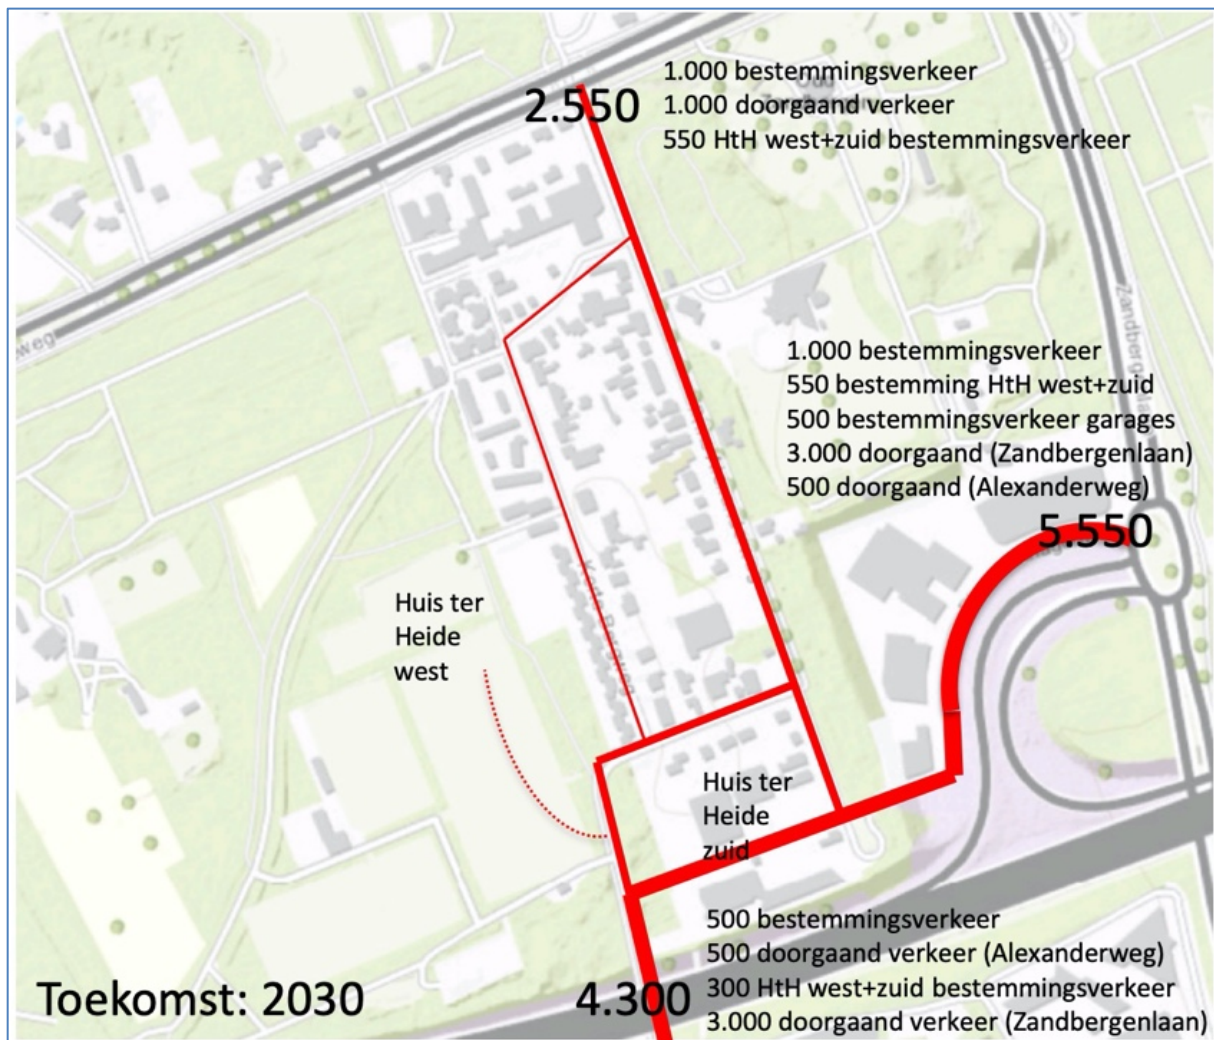 2.550
1.000 bestemmingsverkeer
1.000 doorgaand verkeer
550 HtH west+zuid bestemmingsverkeer
weg
1.000 bestemmingsverkeer
550 bestemming HtH west+zuid
500 bestemmingsverkeer garages
3.000 doorgaand (Zandbergenlaan)
500 doorgaand (Alexanderweg)
5.550
Huis ter
Heide
west
Huis ter
Heide
zuid
500 bestemmingsverkeer
500 doorgaand verkeer (Alexanderweg)
300 HtH west+zuid bestemmingsverkeer
3.000 doorgaand verkeer (Zandbergenlaan)
4.300
Toekomst: 2030